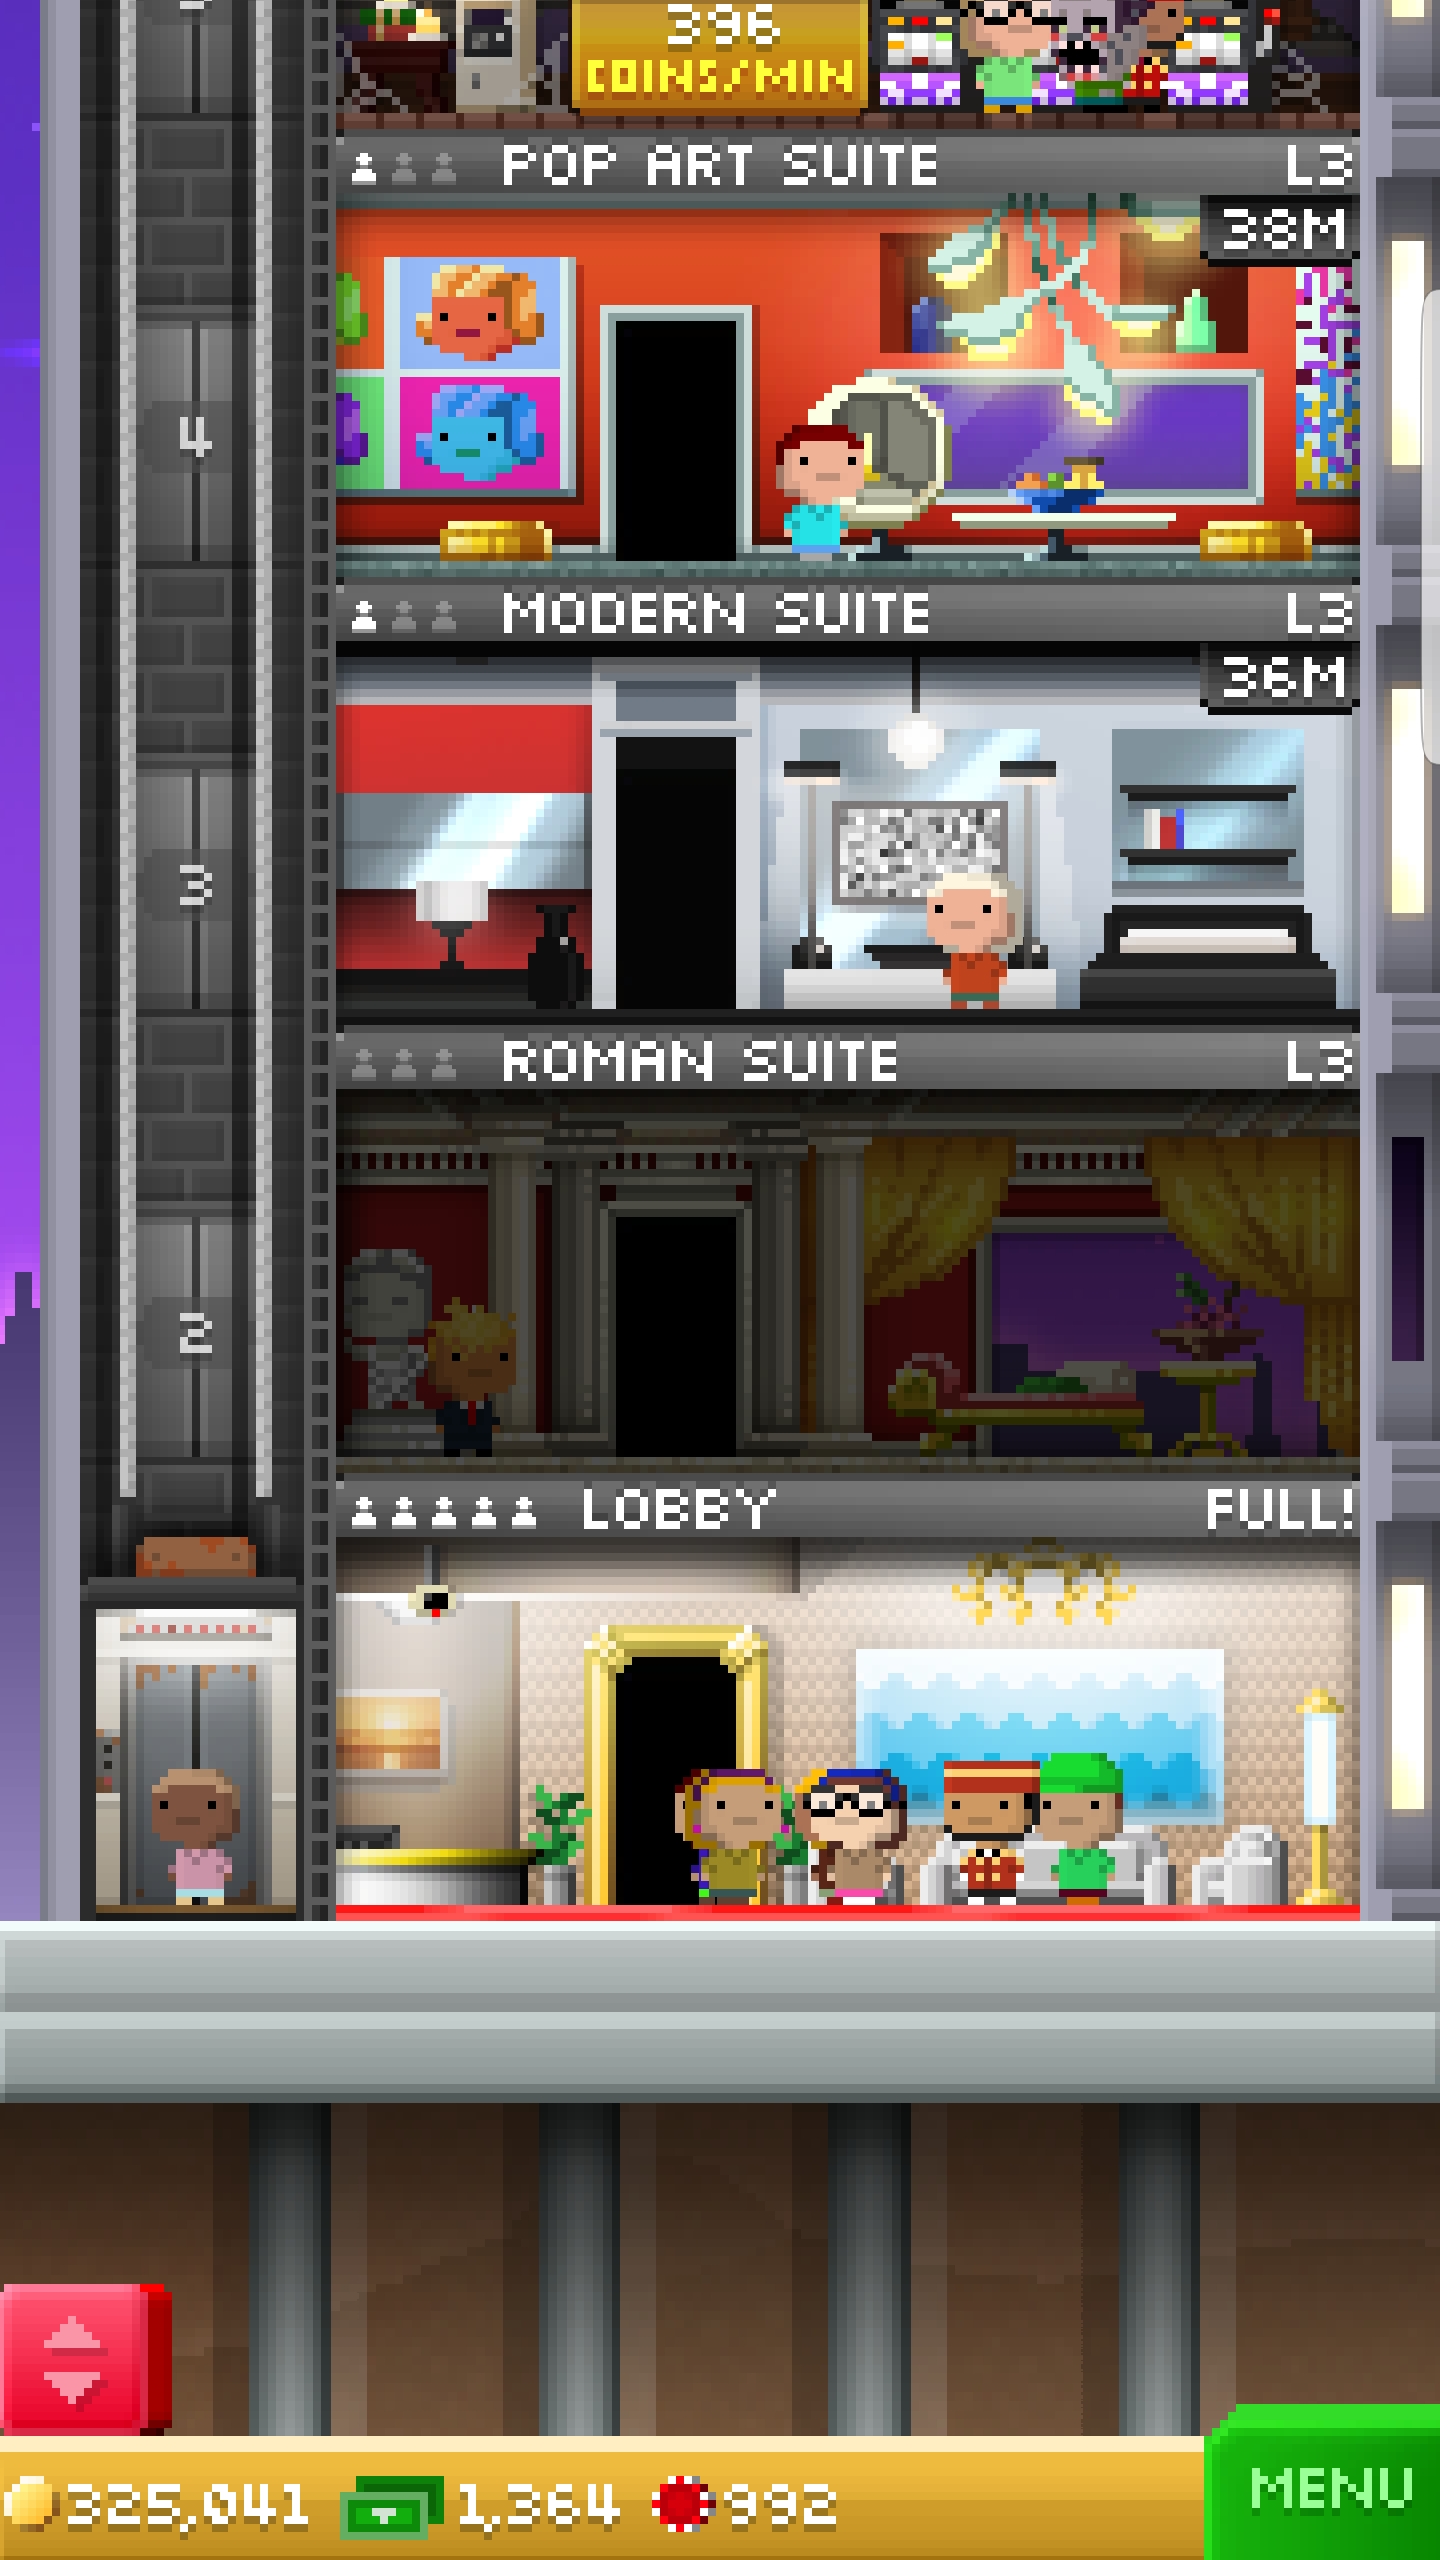 396
COINS/MIN
POP ART SUITE L3
38M
4
MODERN SUITE L3
36M
3
ROMAN SUITE L3
2
LOBBY FULL!
MENU
325,041 1,364 992